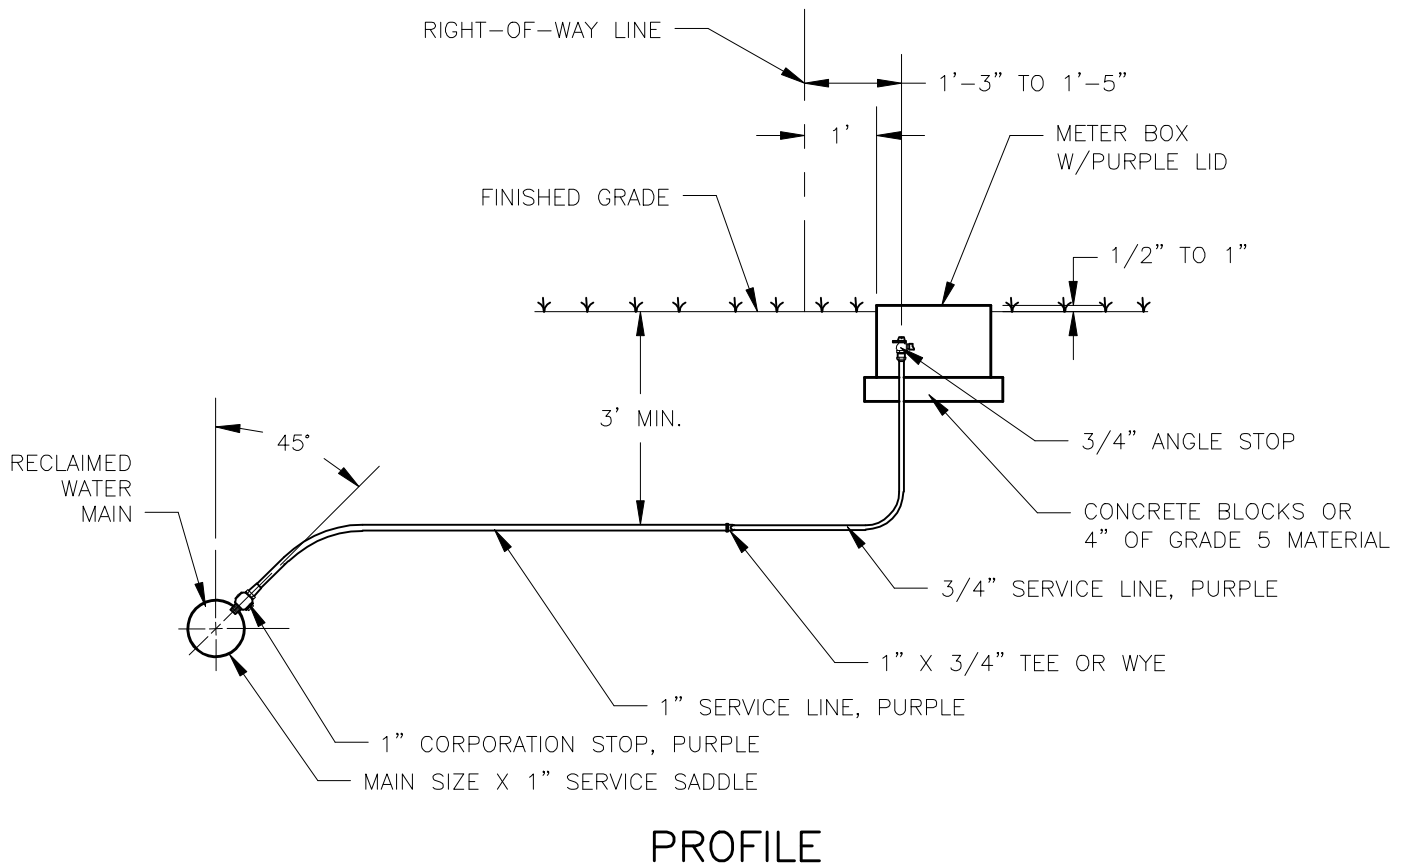 RIGHT-OF-WAY LINE
1'-3" TO 1'-5"
1'
METER BOX
W/PURPLE LID
FINISHED GRADE
1/2" TO 1"
3' MIN.
45°
3/4" ANGLE STOP
RECLAIMED
WATER
MAIN
CONCRETE BLOCKS OR
4" OF GRADE 5 MATERIAL
3/4" SERVICE LINE, PURPLE
1" X 3/4" TEE OR WYE
1" SERVICE LINE, PURPLE
1" CORPORATION STOP, PURPLE
MAIN SIZE X 1" SERVICE SADDLE
PROFILE